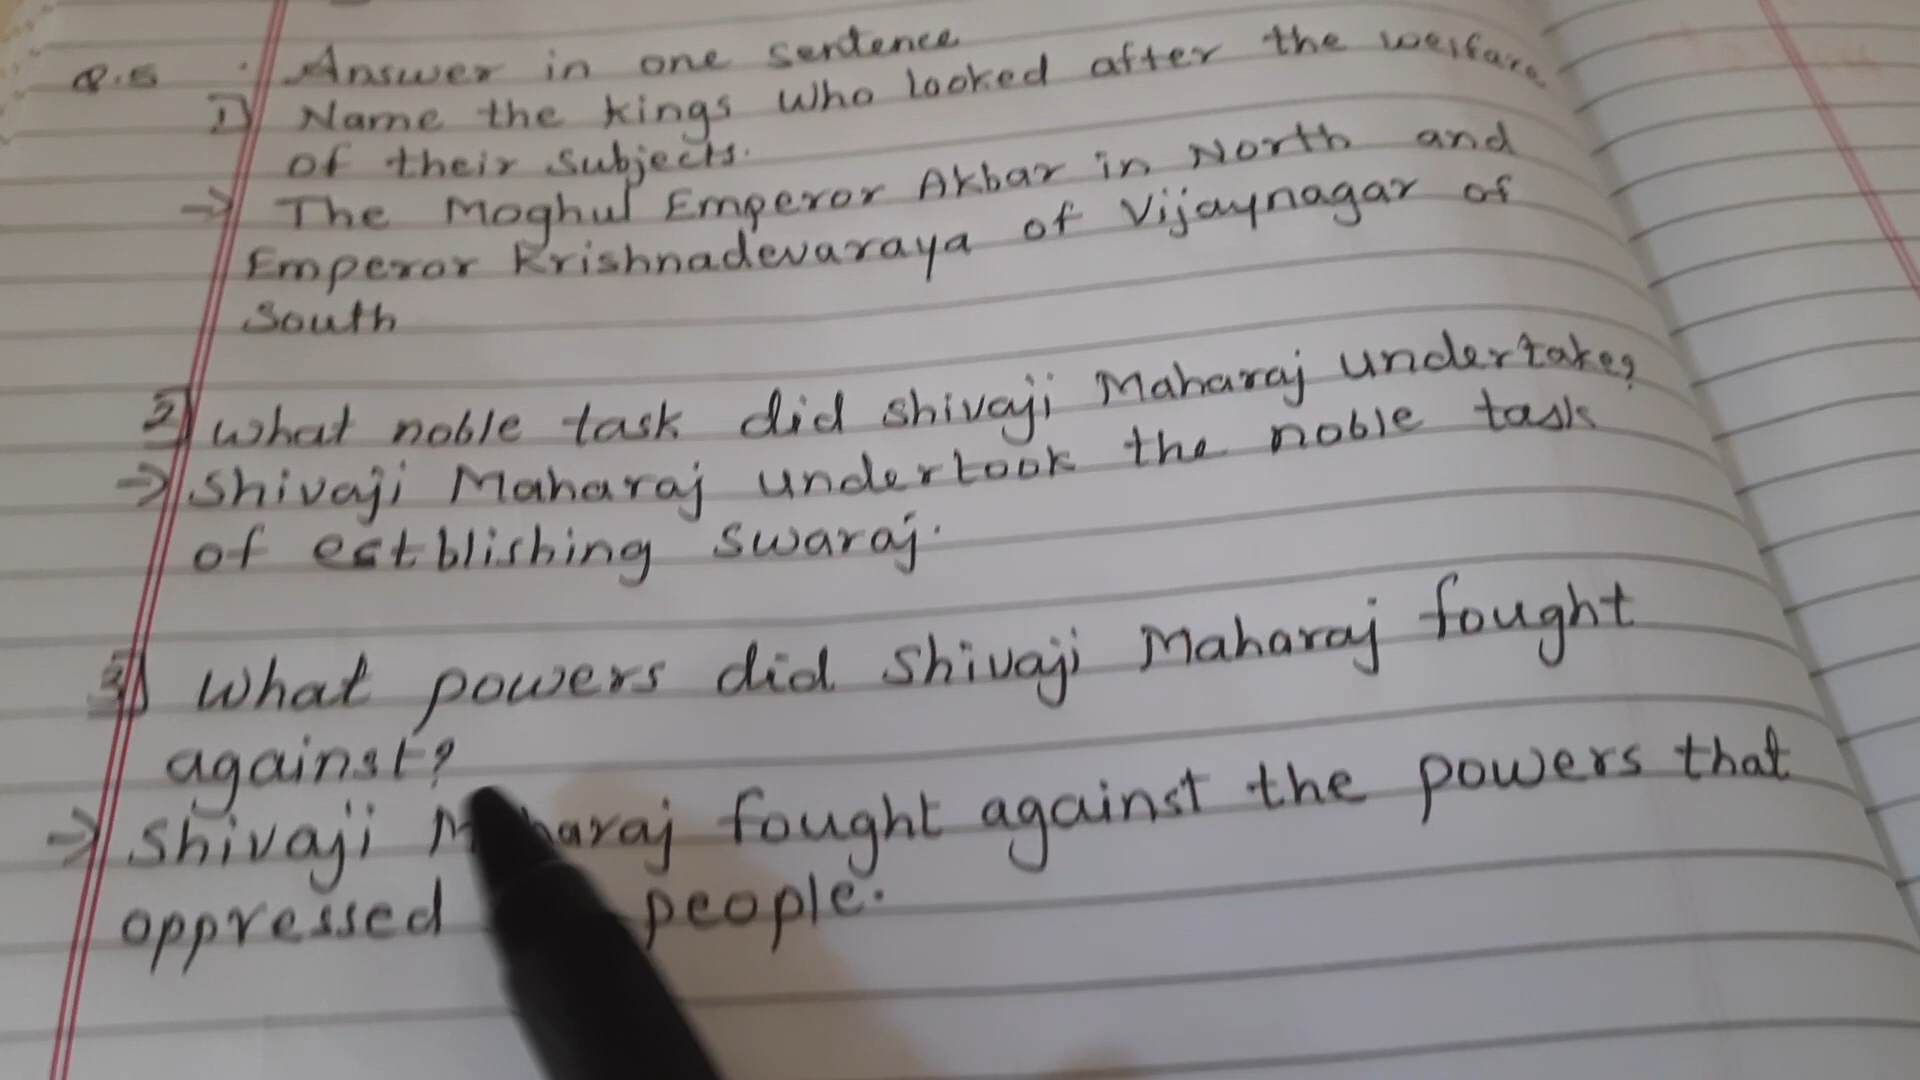 Q.5 Answer in one sentence
1) Name the kings who looked after the welfare
of their subjects.
→ The Moghul Emperor Akbar in North and
Emperor Krishnadevaraya of Vijaynagar of
South
2) What noble task did shivaji Maharaj undertake?
→ Shivaji Maharaj undertook the noble task
of establishing swaraj.
3) What powers did Shivaji Maharaj fought
against?
→ Shivaji Maharaj fought against the powers that
oppressed people.